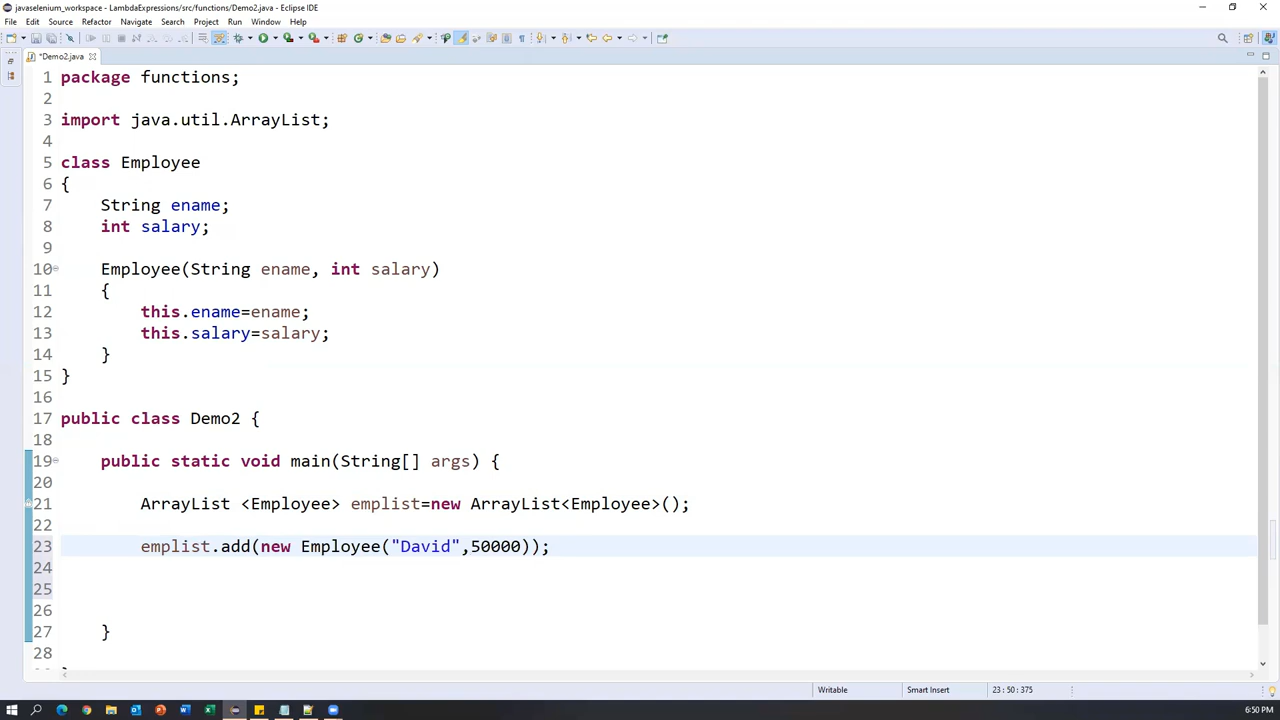 javaselenium_workspace - LambdaExpressions/src/functions/Demo2.java - Eclipse IDE
File Edit Source Refactor Navigate Search Project Run Window Help
*Demo2.java
1 package functions;
2
3 import java.util.ArrayList;
4
5 class Employee
6 {
7 String ename;
8 int salary;
9
10 Employee(String ename, int salary)
11 {
12 this.ename=ename;
13 this.salary=salary;
14 }
15 }
16
17 public class Demo2 {
18
19 public static void main(String[] args) {
20
21 ArrayList <Employee> emplist=new ArrayList<Employee>();
22
23 emplist.add(new Employee("David",50000));
24
25
26
27 }
28
Writable Smart Insert 23 : 50 : 375
6:50 PM